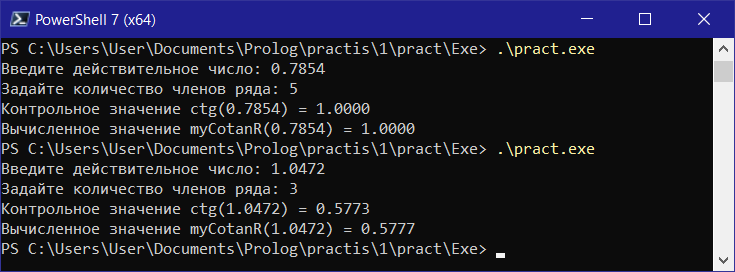 PowerShell 7 (x64)
PS C:\Users\User\Documents\Prolog\practis\1\pract\Exe> .\pract.exe
Введите действительное число: 0.7854
Задайте количество членов ряда: 5
Контрольное значение ctg(0.7854) = 1.0000
Вычисленное значение myCotanR(0.7854) = 1.0000
PS C:\Users\User\Documents\Prolog\practis\1\pract\Exe> .\pract.exe
Введите действительное число: 1.0472
Задайте количество членов ряда: 3
Контрольное значение ctg(1.0472) = 0.5773
Вычисленное значение myCotanR(1.0472) = 0.5777
PS C:\Users\User\Documents\Prolog\practis\1\pract\Exe>